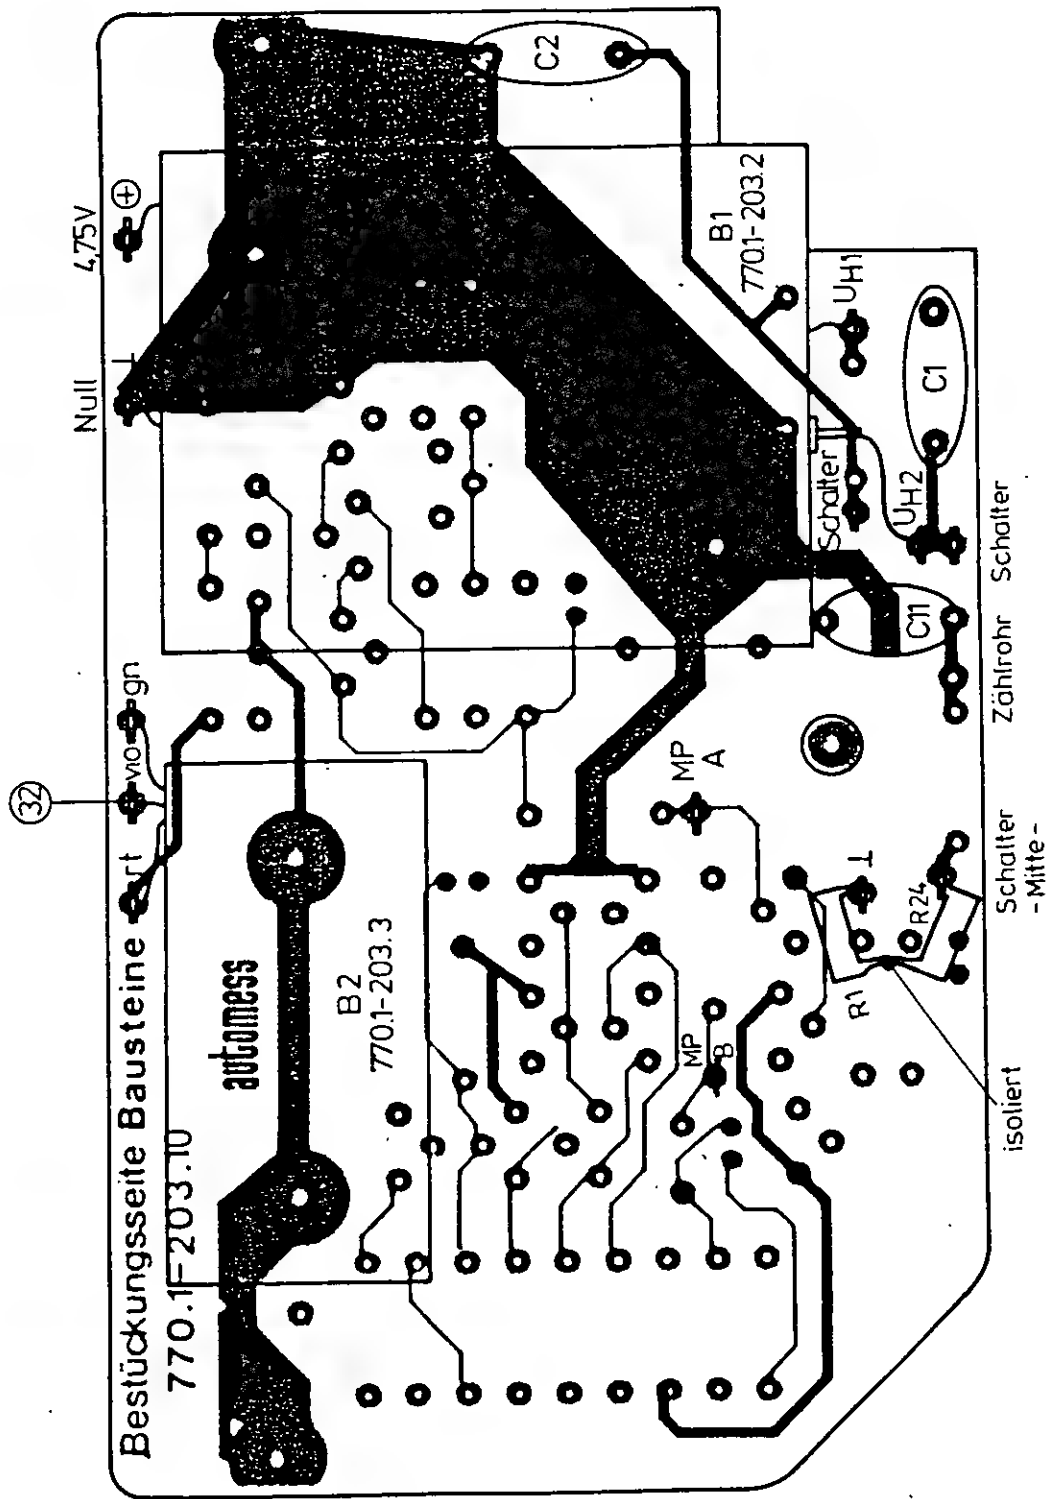 32
Bestückungsseite Bausteine
rt
vio
gn
Null
⊥
4,75V
+
770.1-203.10
automess
B2
770.1-203.3
C2
B1
770.1-203.2
MP
A
MP
B
Schalter
UH1
UH2
C1
C11
R1
⊥
R24
isoliert
Schalter
-Mitte-
Zählrohr
Schalter